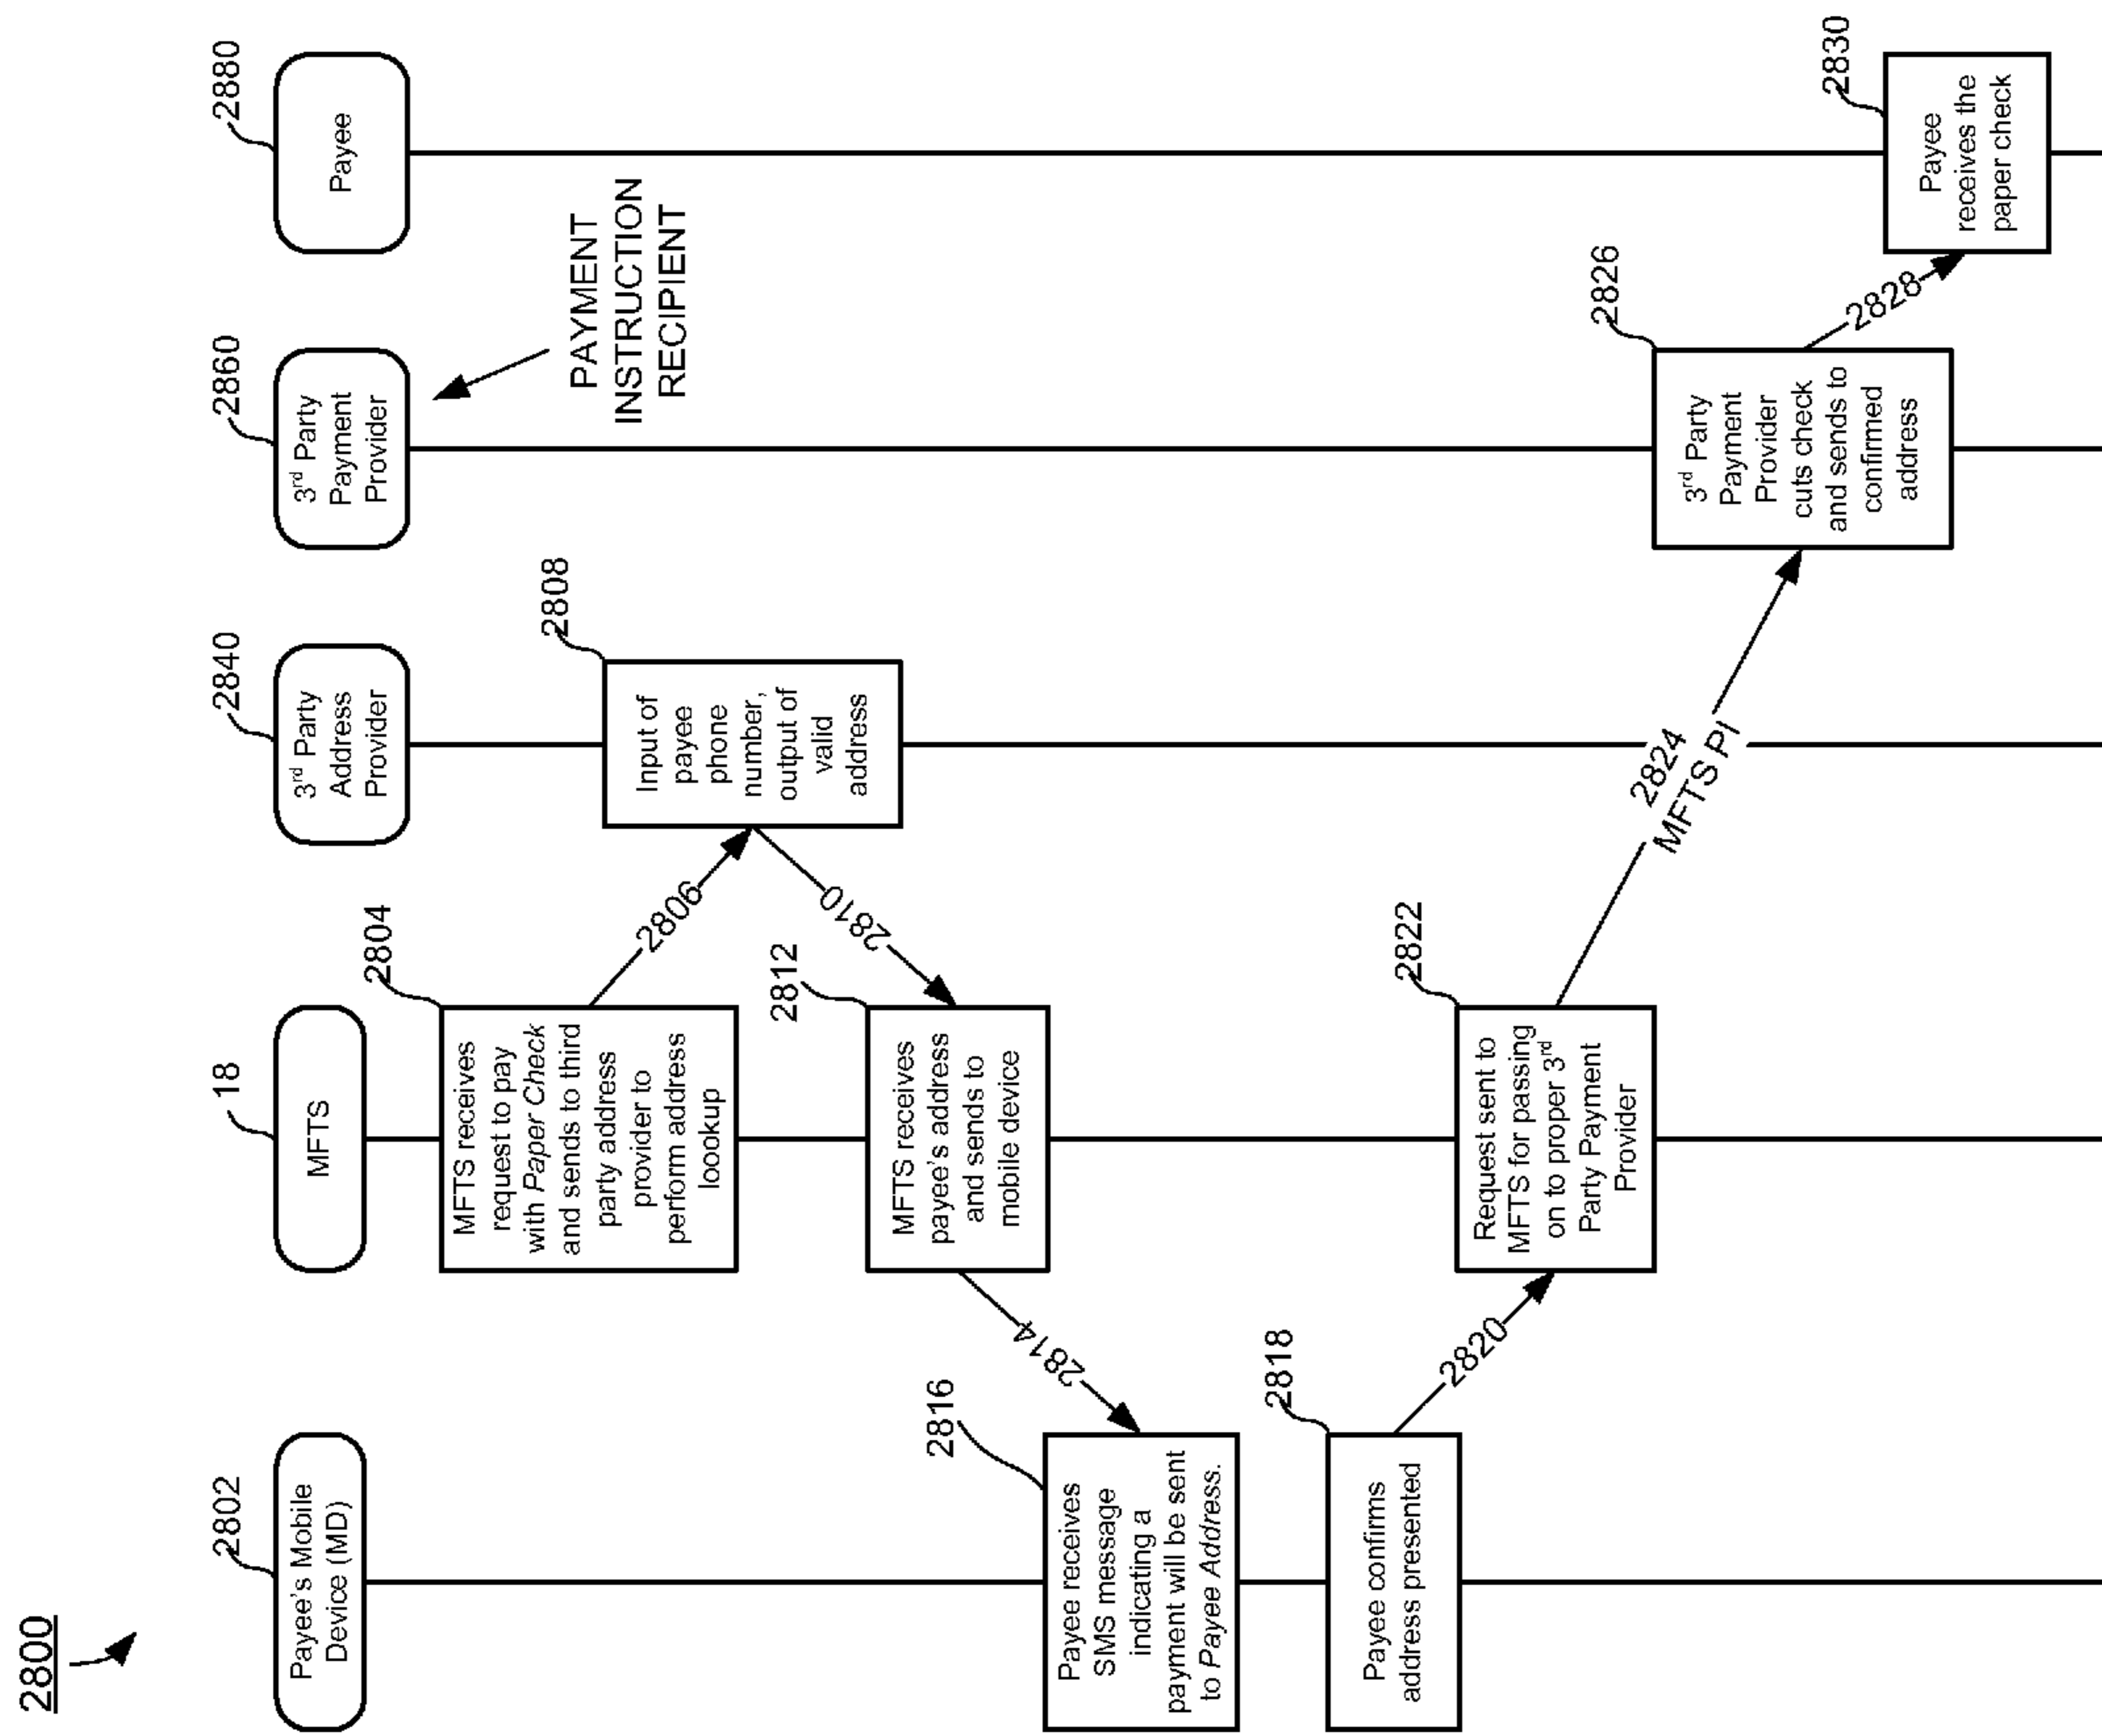 2800
2802
Payee's Mobile
Device (MD)
18
MFTS
2840
3rd Party
Address
Provider
2860
3rd Party
Payment
Provider
2880
Payee
PAYMENT
INSTRUCTION
RECIPIENT
2804
MFTS receives
request to pay
with Paper Check
and sends to third
party address
provider to
perform address
loookup
2806
2808
Input of
payee
phone
number,
output of
valid
address
2810
2812
MFTS receives
payee's address
and sends to
mobile device
2814
2816
Payee receives
SMS message
indicating a
payment will be sent
to Payee Address.
2818
Payee confirms
address presented
2820
2822
Request sent to
MFTS for passing
on to proper 3rd
Party Payment
Provider
2824
MFTS PI
2826
3rd Party
Payment
Provider
cuts check
and sends to
confirmed
address
2828
2830
Payee
receives the
paper check